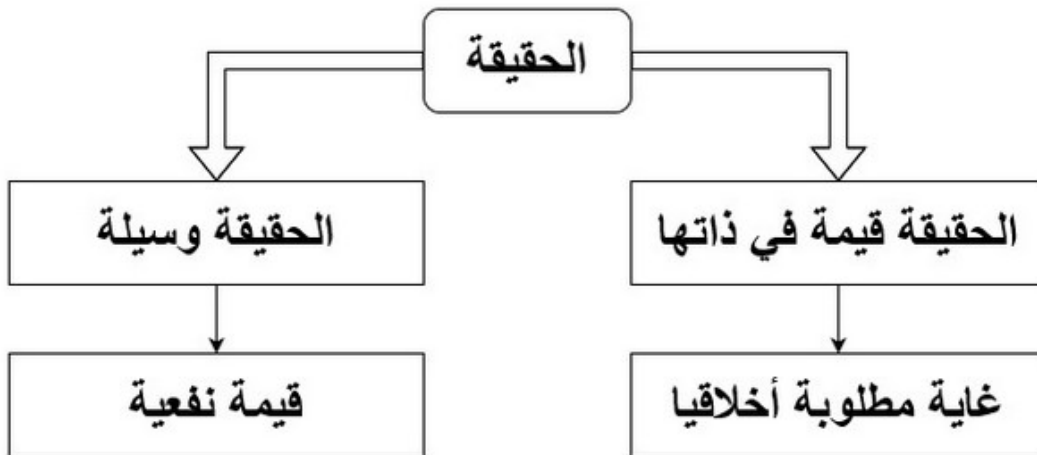 الحقيقة
الحقيقة قيمة في ذاتها
الحقيقة وسيلة
غاية مطلوبة أخلاقيا
قيمة نفعية